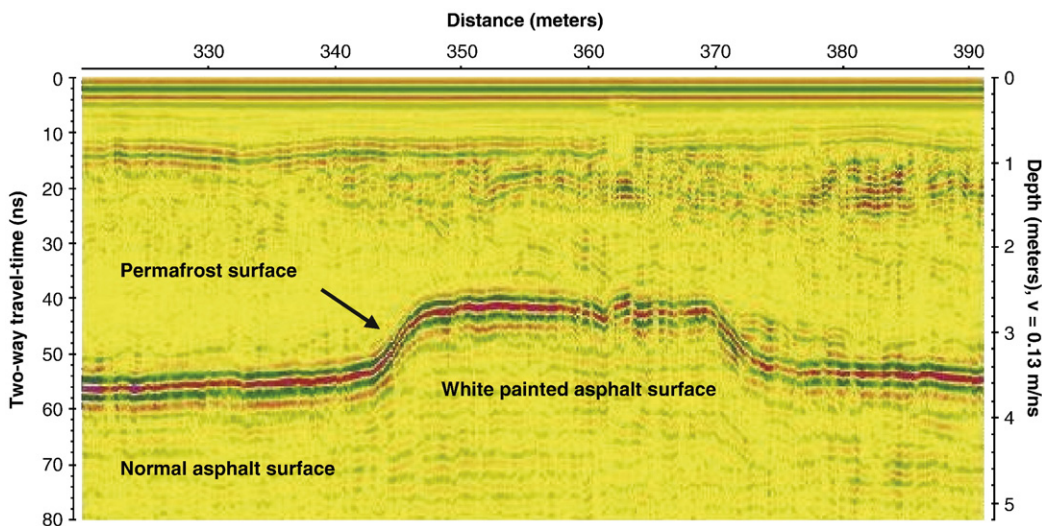 Distance (meters)
330 340 350 360 370 380 390
Two-way travel-time (ns)
0
10
20
30
40
50
60
70
80
Permafrost surface
White painted asphalt surface
Normal asphalt surface
0
1
2
3
4
5
Depth (meters), v = 0.13 m/ns